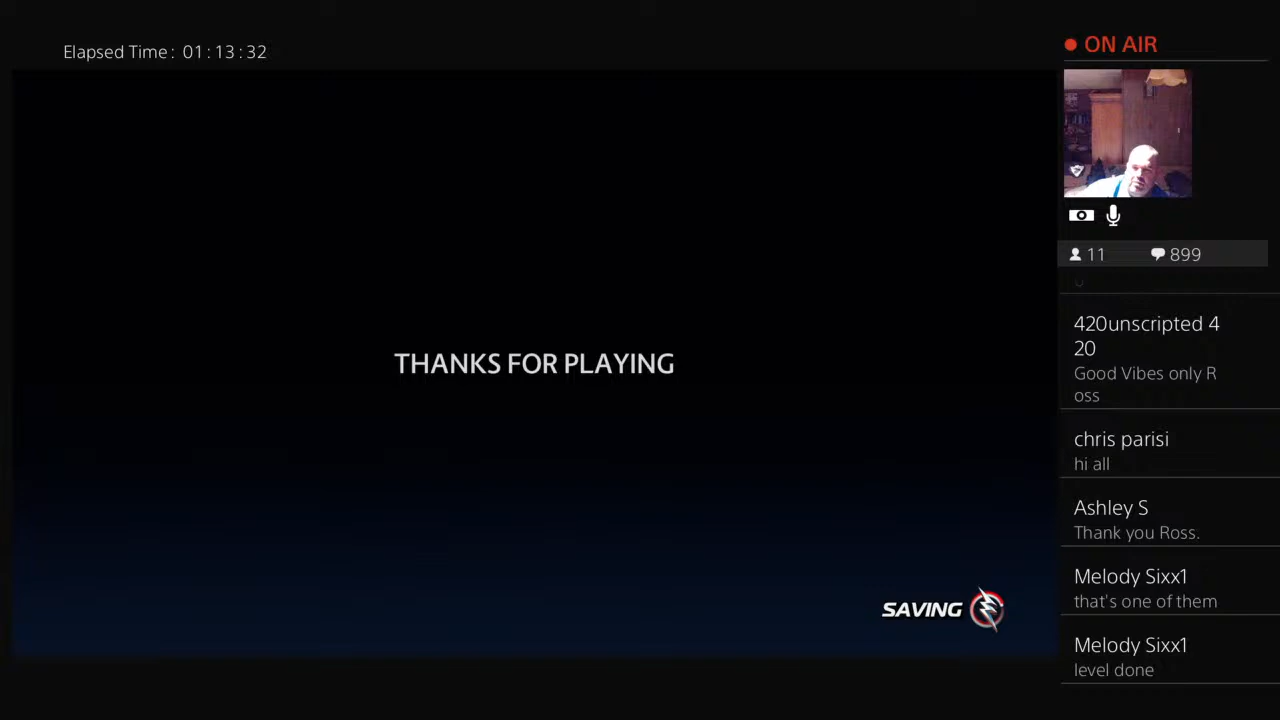 Elapsed Time: 01:13:32
ON AIR
11 899
420unscripted 4
20
Good Vibes only R
oss
chris parisi
hi all
Ashley S
Thank you Ross.
Melody Sixx1
that's one of them
Melody Sixx1
level done
THANKS FOR PLAYING
SAVING